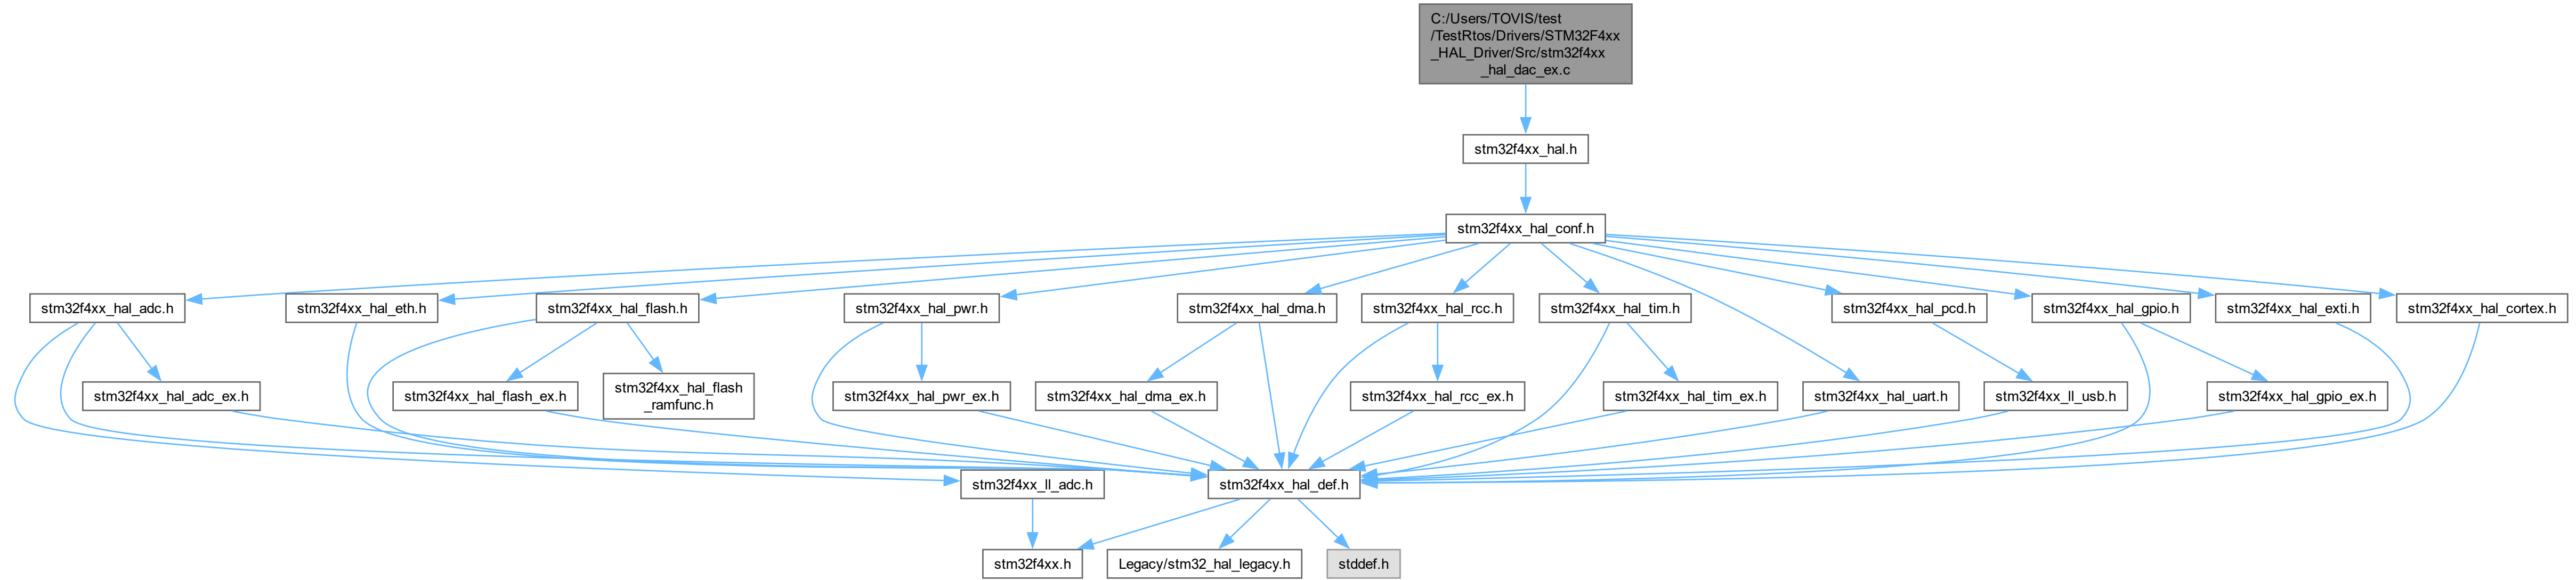 C:/Users/TOVIS/test
/TestRtos/Drivers/STM32F4xx
_HAL_Driver/Src/stm32f4xx
_hal_dac_ex.c
stm32f4xx_hal.h
stm32f4xx_hal_conf.h
stm32f4xx_hal_adc.h
stm32f4xx_hal_eth.h
stm32f4xx_hal_flash.h
stm32f4xx_hal_pwr.h
stm32f4xx_hal_dma.h
stm32f4xx_hal_rcc.h
stm32f4xx_hal_tim.h
stm32f4xx_hal_pcd.h
stm32f4xx_hal_gpio.h
stm32f4xx_hal_exti.h
stm32f4xx_hal_cortex.h
stm32f4xx_hal_adc_ex.h
stm32f4xx_hal_flash_ex.h
stm32f4xx_hal_flash
_ramfunc.h
stm32f4xx_hal_pwr_ex.h
stm32f4xx_hal_dma_ex.h
stm32f4xx_hal_rcc_ex.h
stm32f4xx_hal_tim_ex.h
stm32f4xx_hal_uart.h
stm32f4xx_ll_usb.h
stm32f4xx_hal_gpio_ex.h
stm32f4xx_ll_adc.h
stm32f4xx_hal_def.h
stm32f4xx.h
Legacy/stm32_hal_legacy.h
stddef.h